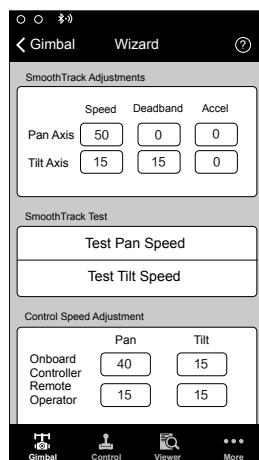 Gimbal Wizard ?
SmoothTrack Adjustments
Speed Deadband Accel
Pan Axis 50 0 0
Tilt Axis 15 15 0
SmoothTrack Test
Test Pan Speed
Test Tilt Speed
Control Speed Adjustment
Pan Tilt
Onboard
Controller 40 15
Remote
Operator 15 15
Gimbal Control Viewer More